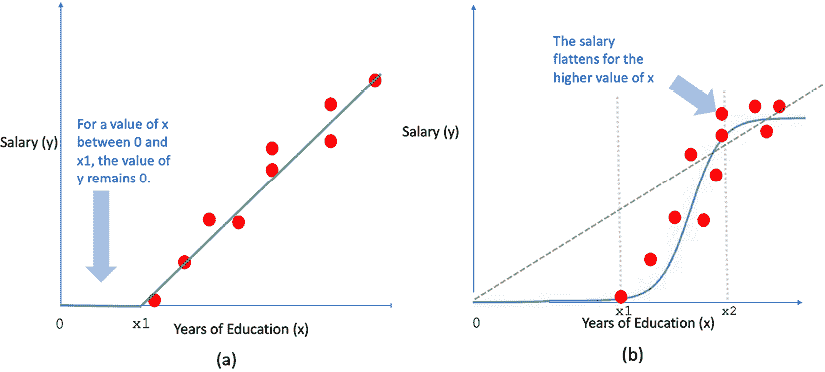 Salary (y)
For a value of x
between 0 and
x1, the value of
y remains 0.
0
x1
Years of Education (x)
(a)
The salary
flattens for the
higher value of x
Salary (y)
0
x1
x2
Years of Education (x)
(b)